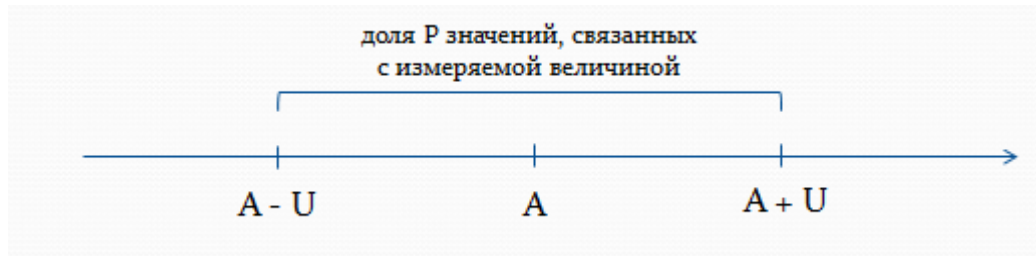 доля P значений, связанных
с измеряемой величиной
A - U A A + U